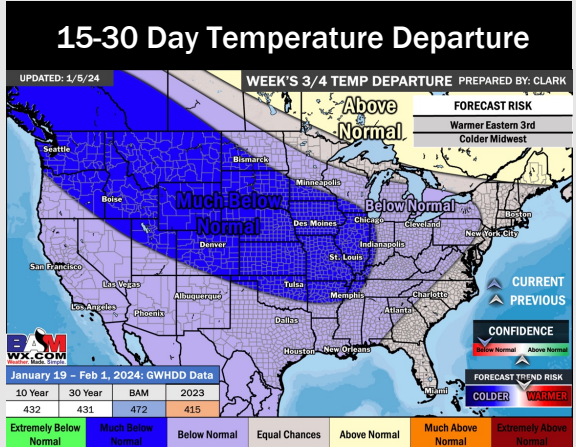 15-30 Day Temperature Departure
UPDATED: 1/5/24
WEEK'S 3/4 TEMP DEPARTURE PREPARED BY: CLARK
FORECAST RISK
Warmer Eastern 3rd
Colder Midwest
Above
Normal
Seattle
Bismarck
Minneapolis
Boise
Much Below
Normal
Below Normal
Boston
Des Moines
Chicago
Cleveland
New York City
Denver
Indianapolis
St. Louis
San Francisco
Las Vegas
Tulsa
Memphis
Charlotte
Albuquerque
Los Angeles
Phoenix
Atlanta
Dallas
Houston
New Orleans
Miami
CURRENT
PREVIOUS
CONFIDENCE
Below Normal Above Normal
FORECAST TREND RISK
COLDER WARMER
BAM
WX.COM
Weather. Made. Simple.
January 19 – Feb 1, 2024: GWHDD Data
10 Year 30 Year BAM 2023
432 431 472 415
Extremely Below Normal
Much Below Normal
Below Normal
Equal Chances
Above Normal
Much Above Normal
Extremely Above Normal